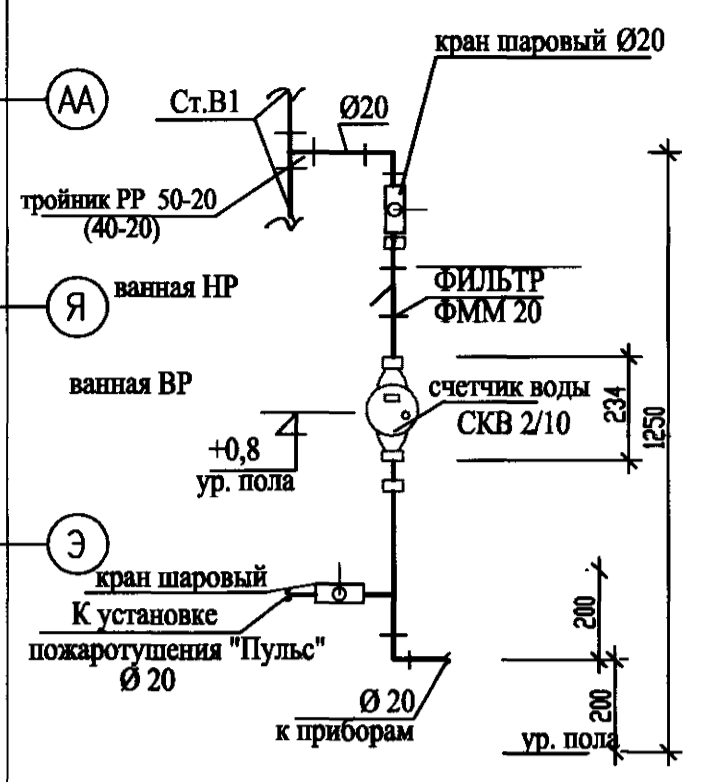 кран шаровый Ø20
АА
Ст.В1
Ø20
тройник РР 50-20
(40-20)
ванная НР
Я
ФИЛЬТР
ФММ 20
ванная ВР
счетчик воды
СКВ 2/10
234
1250
+0,8
ур. пола
Э
кран шаровый
К установке
пожаротушения "Пульс"
Ø 20
200
Ø 20
к приборам
200
ур. пола